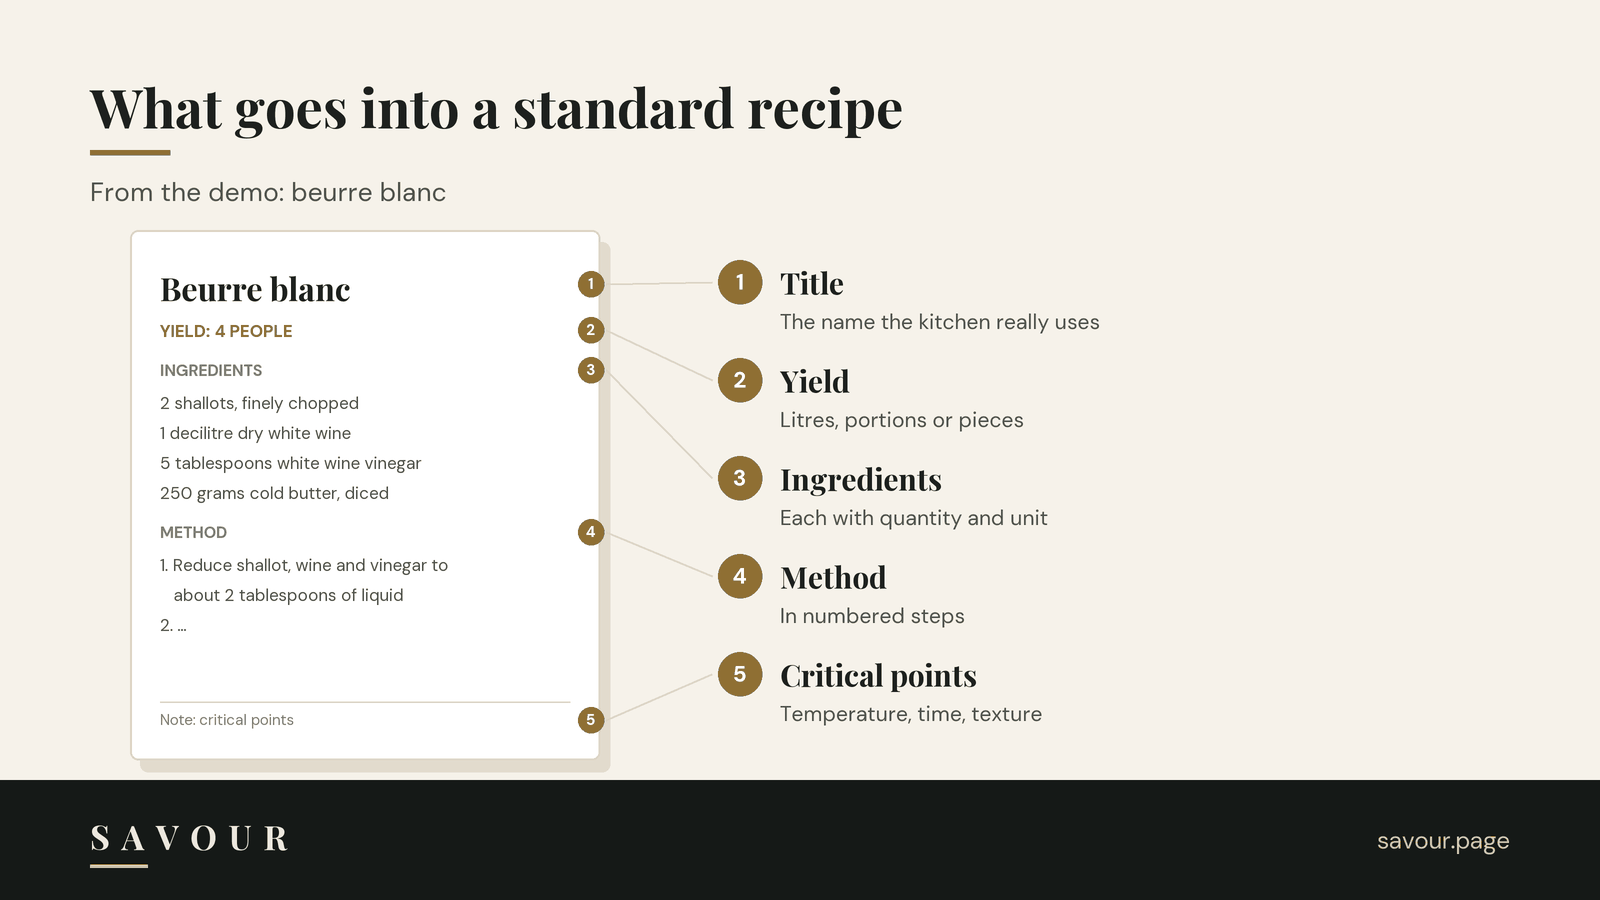 What goes into a standard recipe
From the demo: beurre blanc
Beurre blanc
1
YIELD: 4 PEOPLE
2
INGREDIENTS
3
2 shallots, finely chopped
1 decilitre dry white wine
5 tablespoons white wine vinegar
250 grams cold butter, diced
METHOD
4
1. Reduce shallot, wine and vinegar to
about 2 tablespoons of liquid
2. ...
Note: critical points
5
1 Title
The name the kitchen really uses
2 Yield
Litres, portions or pieces
3 Ingredients
Each with quantity and unit
4 Method
In numbered steps
5 Critical points
Temperature, time, texture
SAVOUR
savour.page